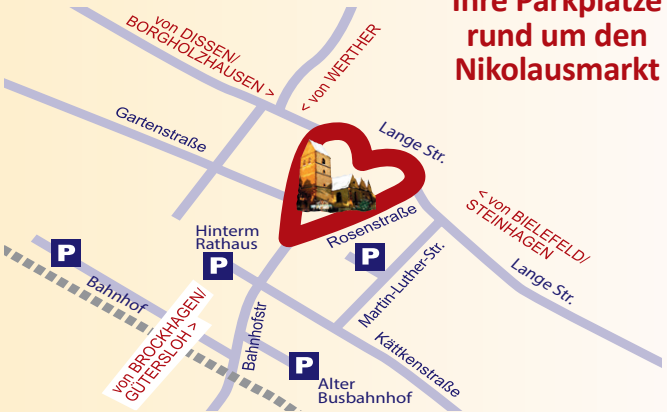 Ihre Parkplätze
rund um den
Nikolausmarkt
von DISSEN/
BORGHOLZHAUSEN >
< von WERTHER
Gartenstraße
Lange Str.
< von BIELEFELD/
STEINHAGEN
Hinterm
Rathaus
P
Rosenstraße
P
P
Lange Str.
Bahnhof
Martin-Luther-Str.
von BROCKHAGEN/
GÜTERSLOH >
Bahnhofstr
Kättkenstraße
P
Alter
Busbahnhof